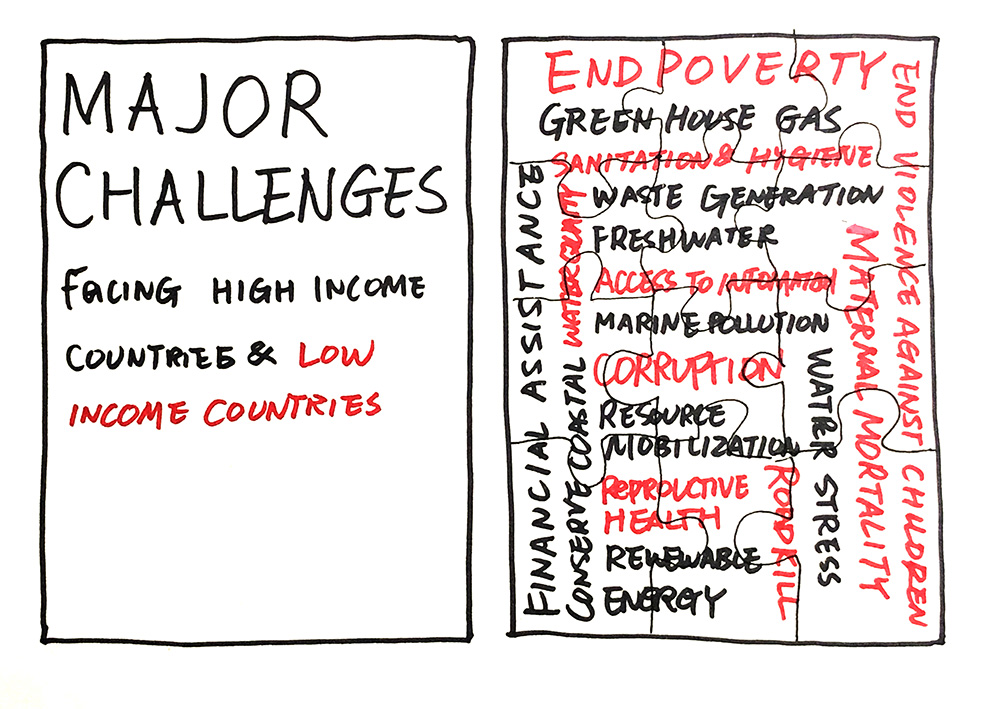 MAJOR
CHALLENGES
FACING HIGH INCOME
COUNTRIES & LOW
INCOME COUNTRIES
END POVERTY
GREEN HOUSE GAS
SANITATION & HYGIENE
WASTE GENERATION
FRESHWATER
ACCESS TO INFOMATION
MARINE POLLUTION
CORRUPTION
RESOURCE
MOBILIZATION
REPRODUCTIVE
HEALTH
RENEWABLE
ENERGY
FINANCIAL ASSISTANCE
WATER QUALITY
CONSERVE COASTAL
ROADKILL
WATER STRESS
MATERNAL MORTALITY
END VIOLENCE AGAINST CHILDREN